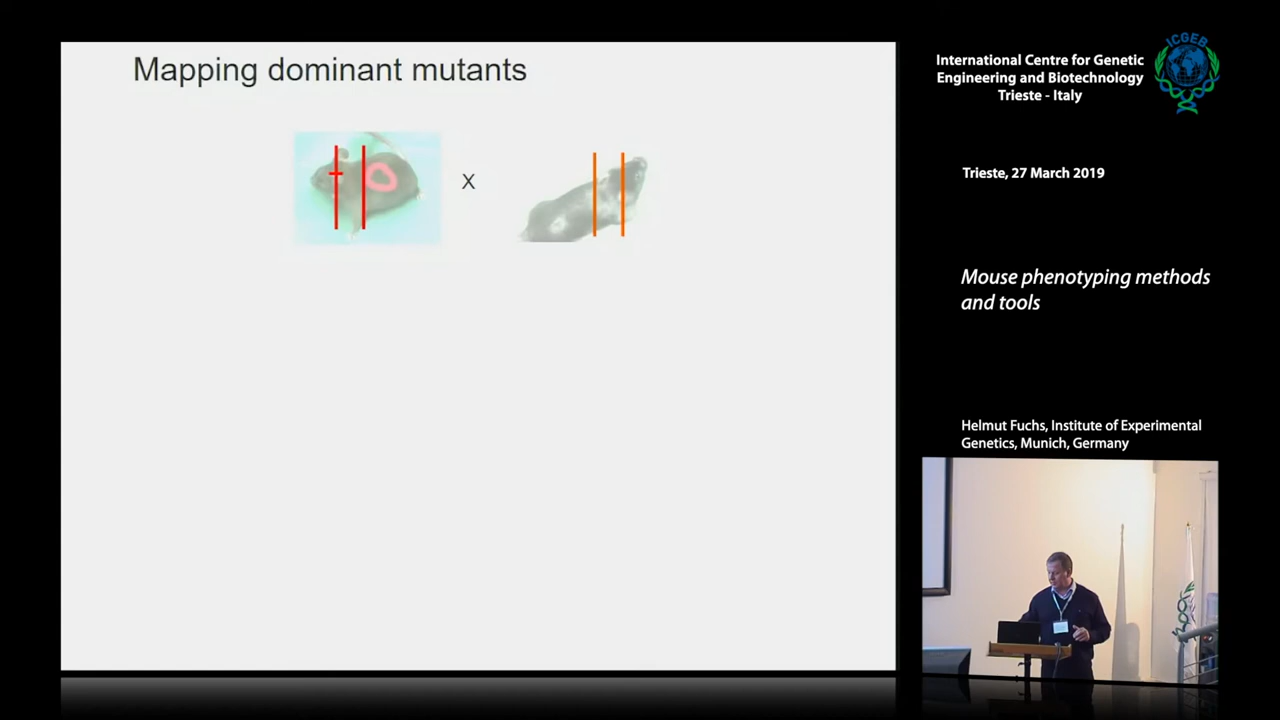 Mapping dominant mutants
X
International Centre for Genetic
Engineering and Biotechnology
Trieste - Italy
ICGEB
Trieste, 27 March 2019
Mouse phenotyping methods
and tools
Helmut Fuchs, Institute of Experimental
Genetics, Munich, Germany